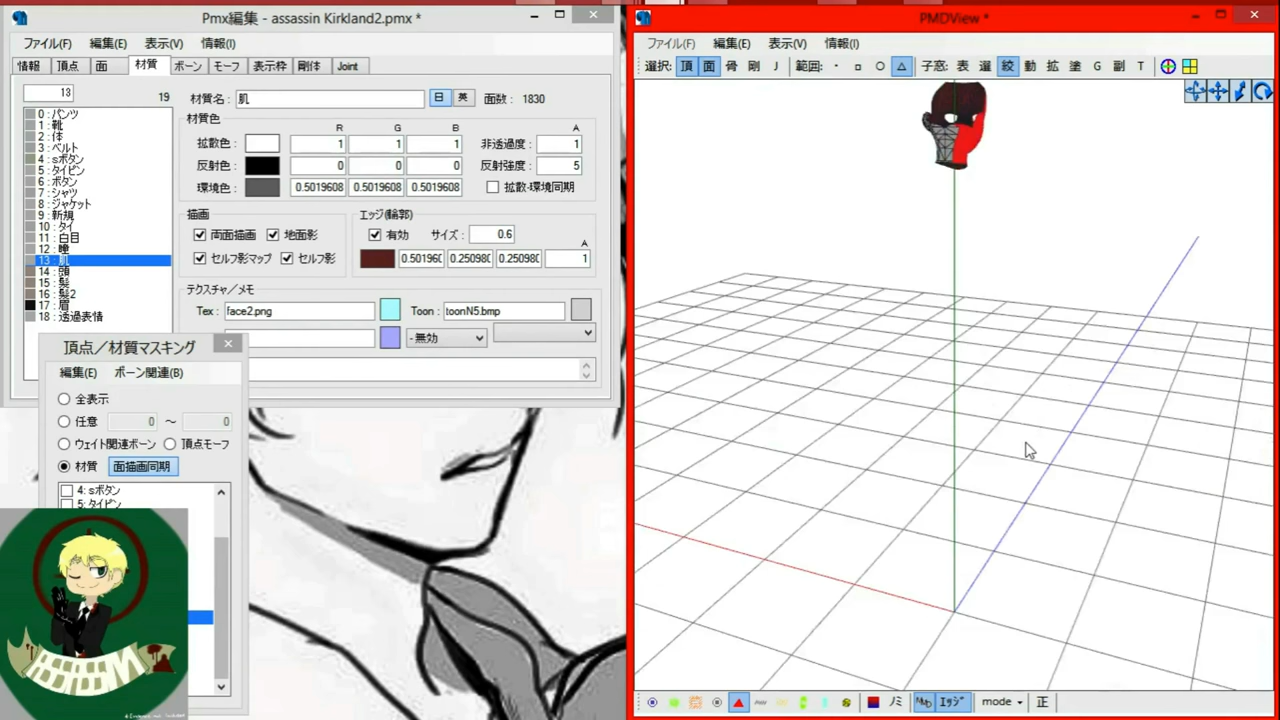 Pmx編集 - assassin Kirkland2.pmx *
ファイル(F) 編集(E) 表示(V) 情報(I)
情報 頂点 面 材質 ボーン モーフ 表示枠 剛体 Joint
13 19 材質名: 肌 日 英 面数: 1830
0 : パンツ
1 : 靴
2 : 体
3 : ベルト
4 : sボタン
5 : タイピン
6 : ボタン
7 : シャツ
8 : ジャケット
9 : 新規
10 : タイ
11 : 白目
12 : 瞳
13 : 肌
14 : 頭
15 : 髪
16 : 髪2
17 : 眉
18 : 透過表情
材質色 R G B A
拡散色: 1 1 1 非透過度: 1
反射色: 0 0 0 反射強度: 5
環境色: 0.5019608 0.5019608 0.5019608 拡散-環境同期
描画 エッジ(輪郭)
両面描画 地面影 有効 サイズ: 0.6 A
セルフ影マップ セルフ影 0.50196( 0.25098( 0.25098( 1
テクスチャ/メモ
Tex: face2.png Toon: toonN5.bmp
- 無効
頂点/材質マスキング
編集(E) ボーン関連(B)
全表示
任意 0 ～ 0
ウェイト関連ボーン 頂点モーフ
材質 面描画同期
4: sボタン
5: タイピン
PMDView *
ファイル(F) 編集(E) 表示(V) 情報(I)
選択: 頂 面 骨 剛 J 範囲: 子窓: 表 選 絞 動 拡 塗 G 副 T
ノミ エッジ mode 正